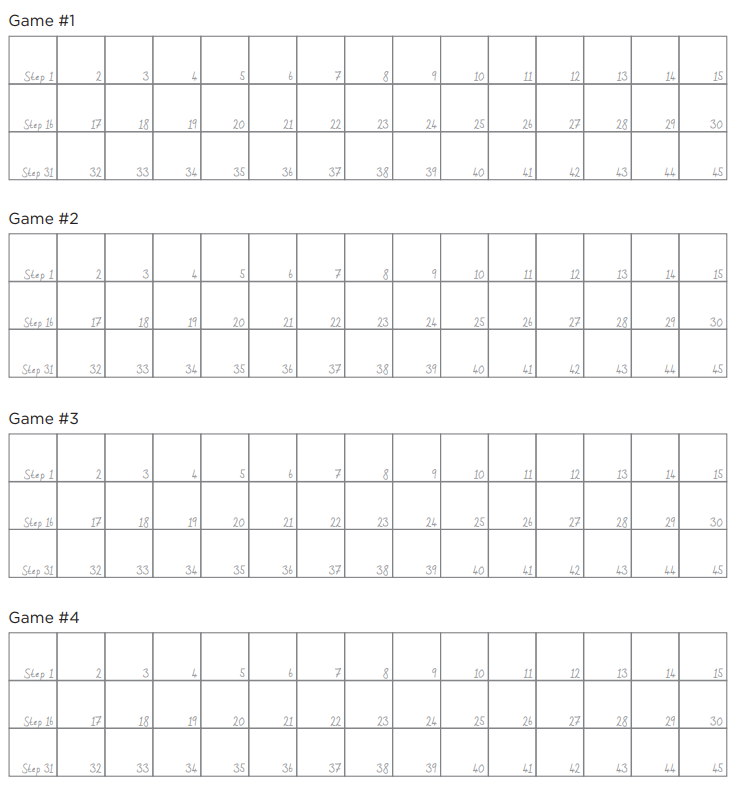 Game #1
Step 1 2 3 4 5 6 7 8 9 10 11 12 13 14 15
Step 16 17 18 19 20 21 22 23 24 25 26 27 28 29 30
Step 31 32 33 34 35 36 37 38 39 40 41 42 43 44 45
Game #2
Step 1 2 3 4 5 6 7 8 9 10 11 12 13 14 15
Step 16 17 18 19 20 21 22 23 24 25 26 27 28 29 30
Step 31 32 33 34 35 36 37 38 39 40 41 42 43 44 45
Game #3
Step 1 2 3 4 5 6 7 8 9 10 11 12 13 14 15
Step 16 17 18 19 20 21 22 23 24 25 26 27 28 29 30
Step 31 32 33 34 35 36 37 38 39 40 41 42 43 44 45
Game #4
Step 1 2 3 4 5 6 7 8 9 10 11 12 13 14 15
Step 16 17 18 19 20 21 22 23 24 25 26 27 28 29 30
Step 31 32 33 34 35 36 37 38 39 40 41 42 43 44 45